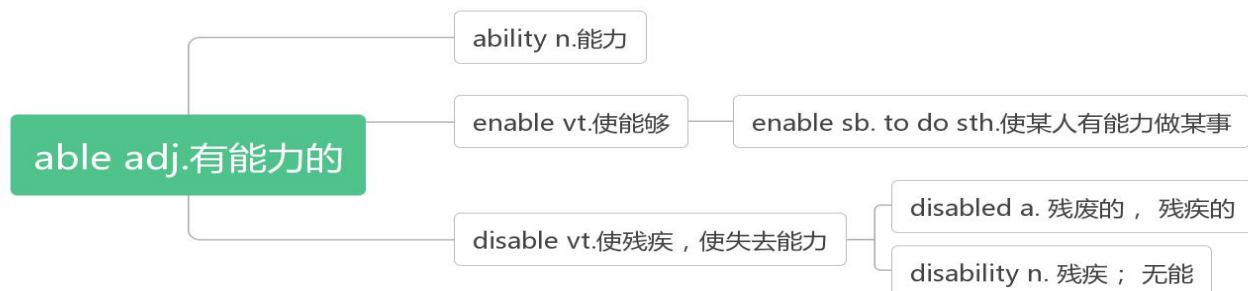 ability n.能力
enable vt.使能够
enable sb. to do sth.使某人有能力做某事
able adj.有能力的
disabled a. 残废的， 残疾的
disable vt.使残疾，使失去能力
disability n. 残疾； 无能